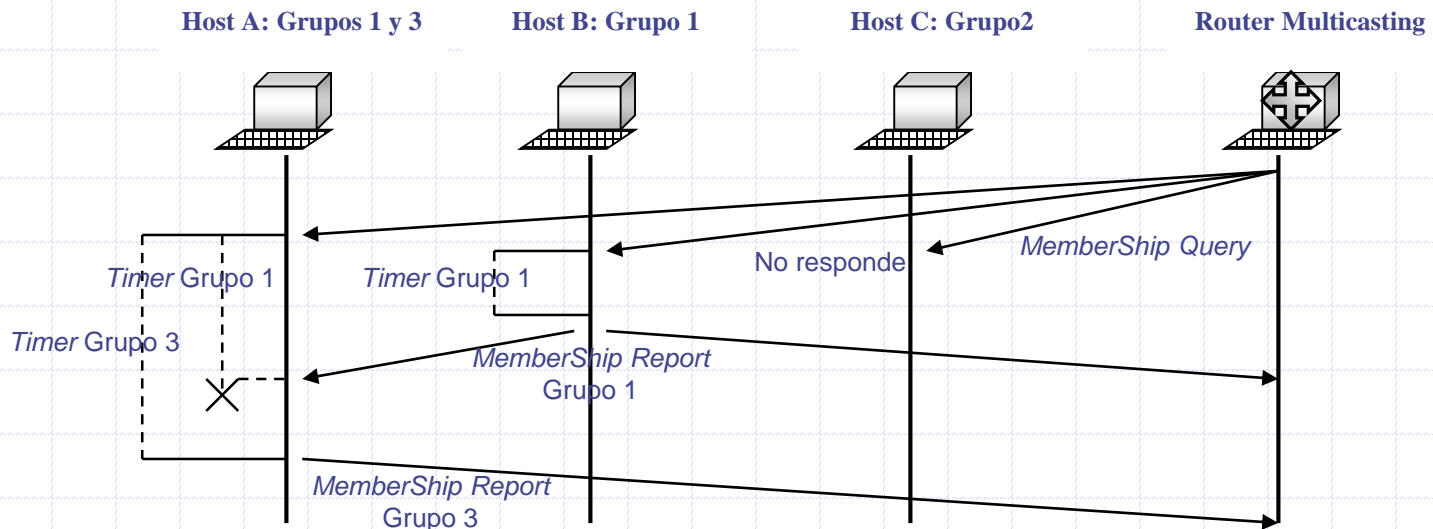 Host A: Grupos 1 y 3
Host B: Grupo 1
Host C: Grupo2
Router Multicasting
MemberShip Query
No responde
Timer Grupo 1
Timer Grupo 1
Timer Grupo 3
MemberShip Report
Grupo 1
MemberShip Report
Grupo 3